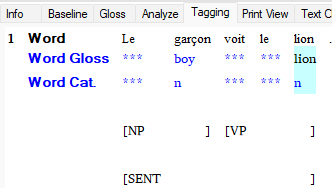 Info Baseline Gloss Analyze Tagging Print View Text C
1 Word Le garçon voit le lion .
Word Gloss *** boy *** *** lion
Word Cat. *** n *** *** n
[NP ] [VP ]
[SENT ]